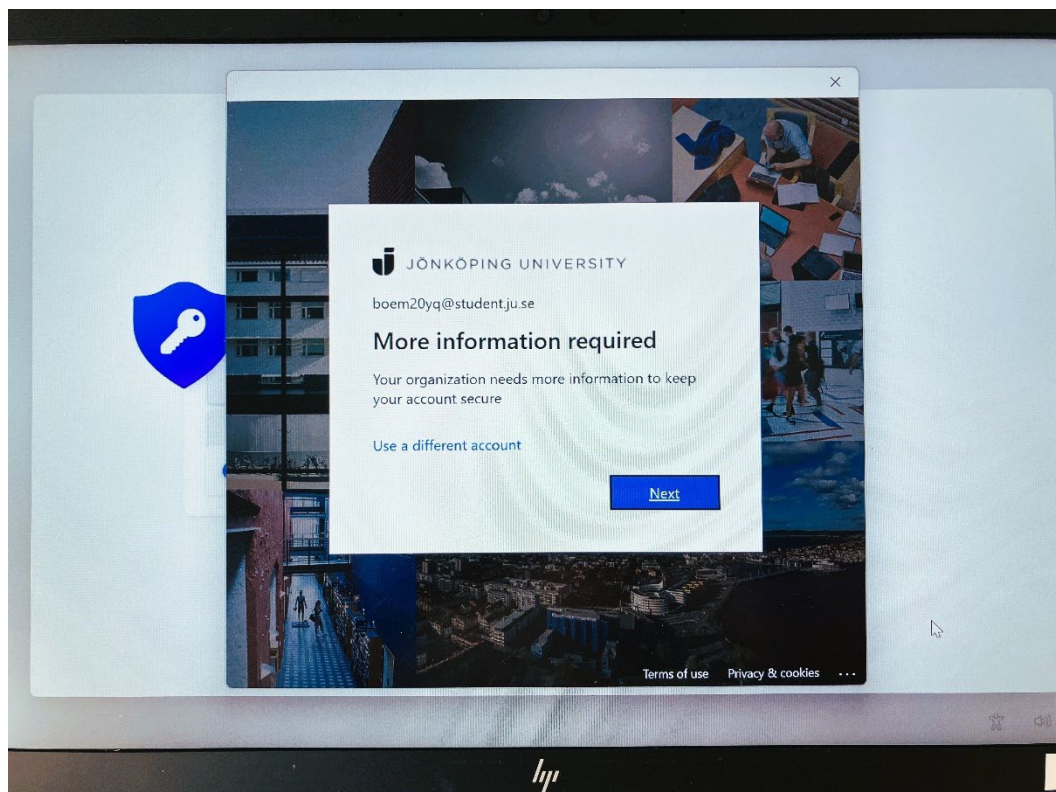 JÖNKÖPING UNIVERSITY
boem20yq@student.ju.se
More information required
Your organization needs more information to keep
your account secure
Use a different account
Next
Terms of use Privacy & cookies ...
hp